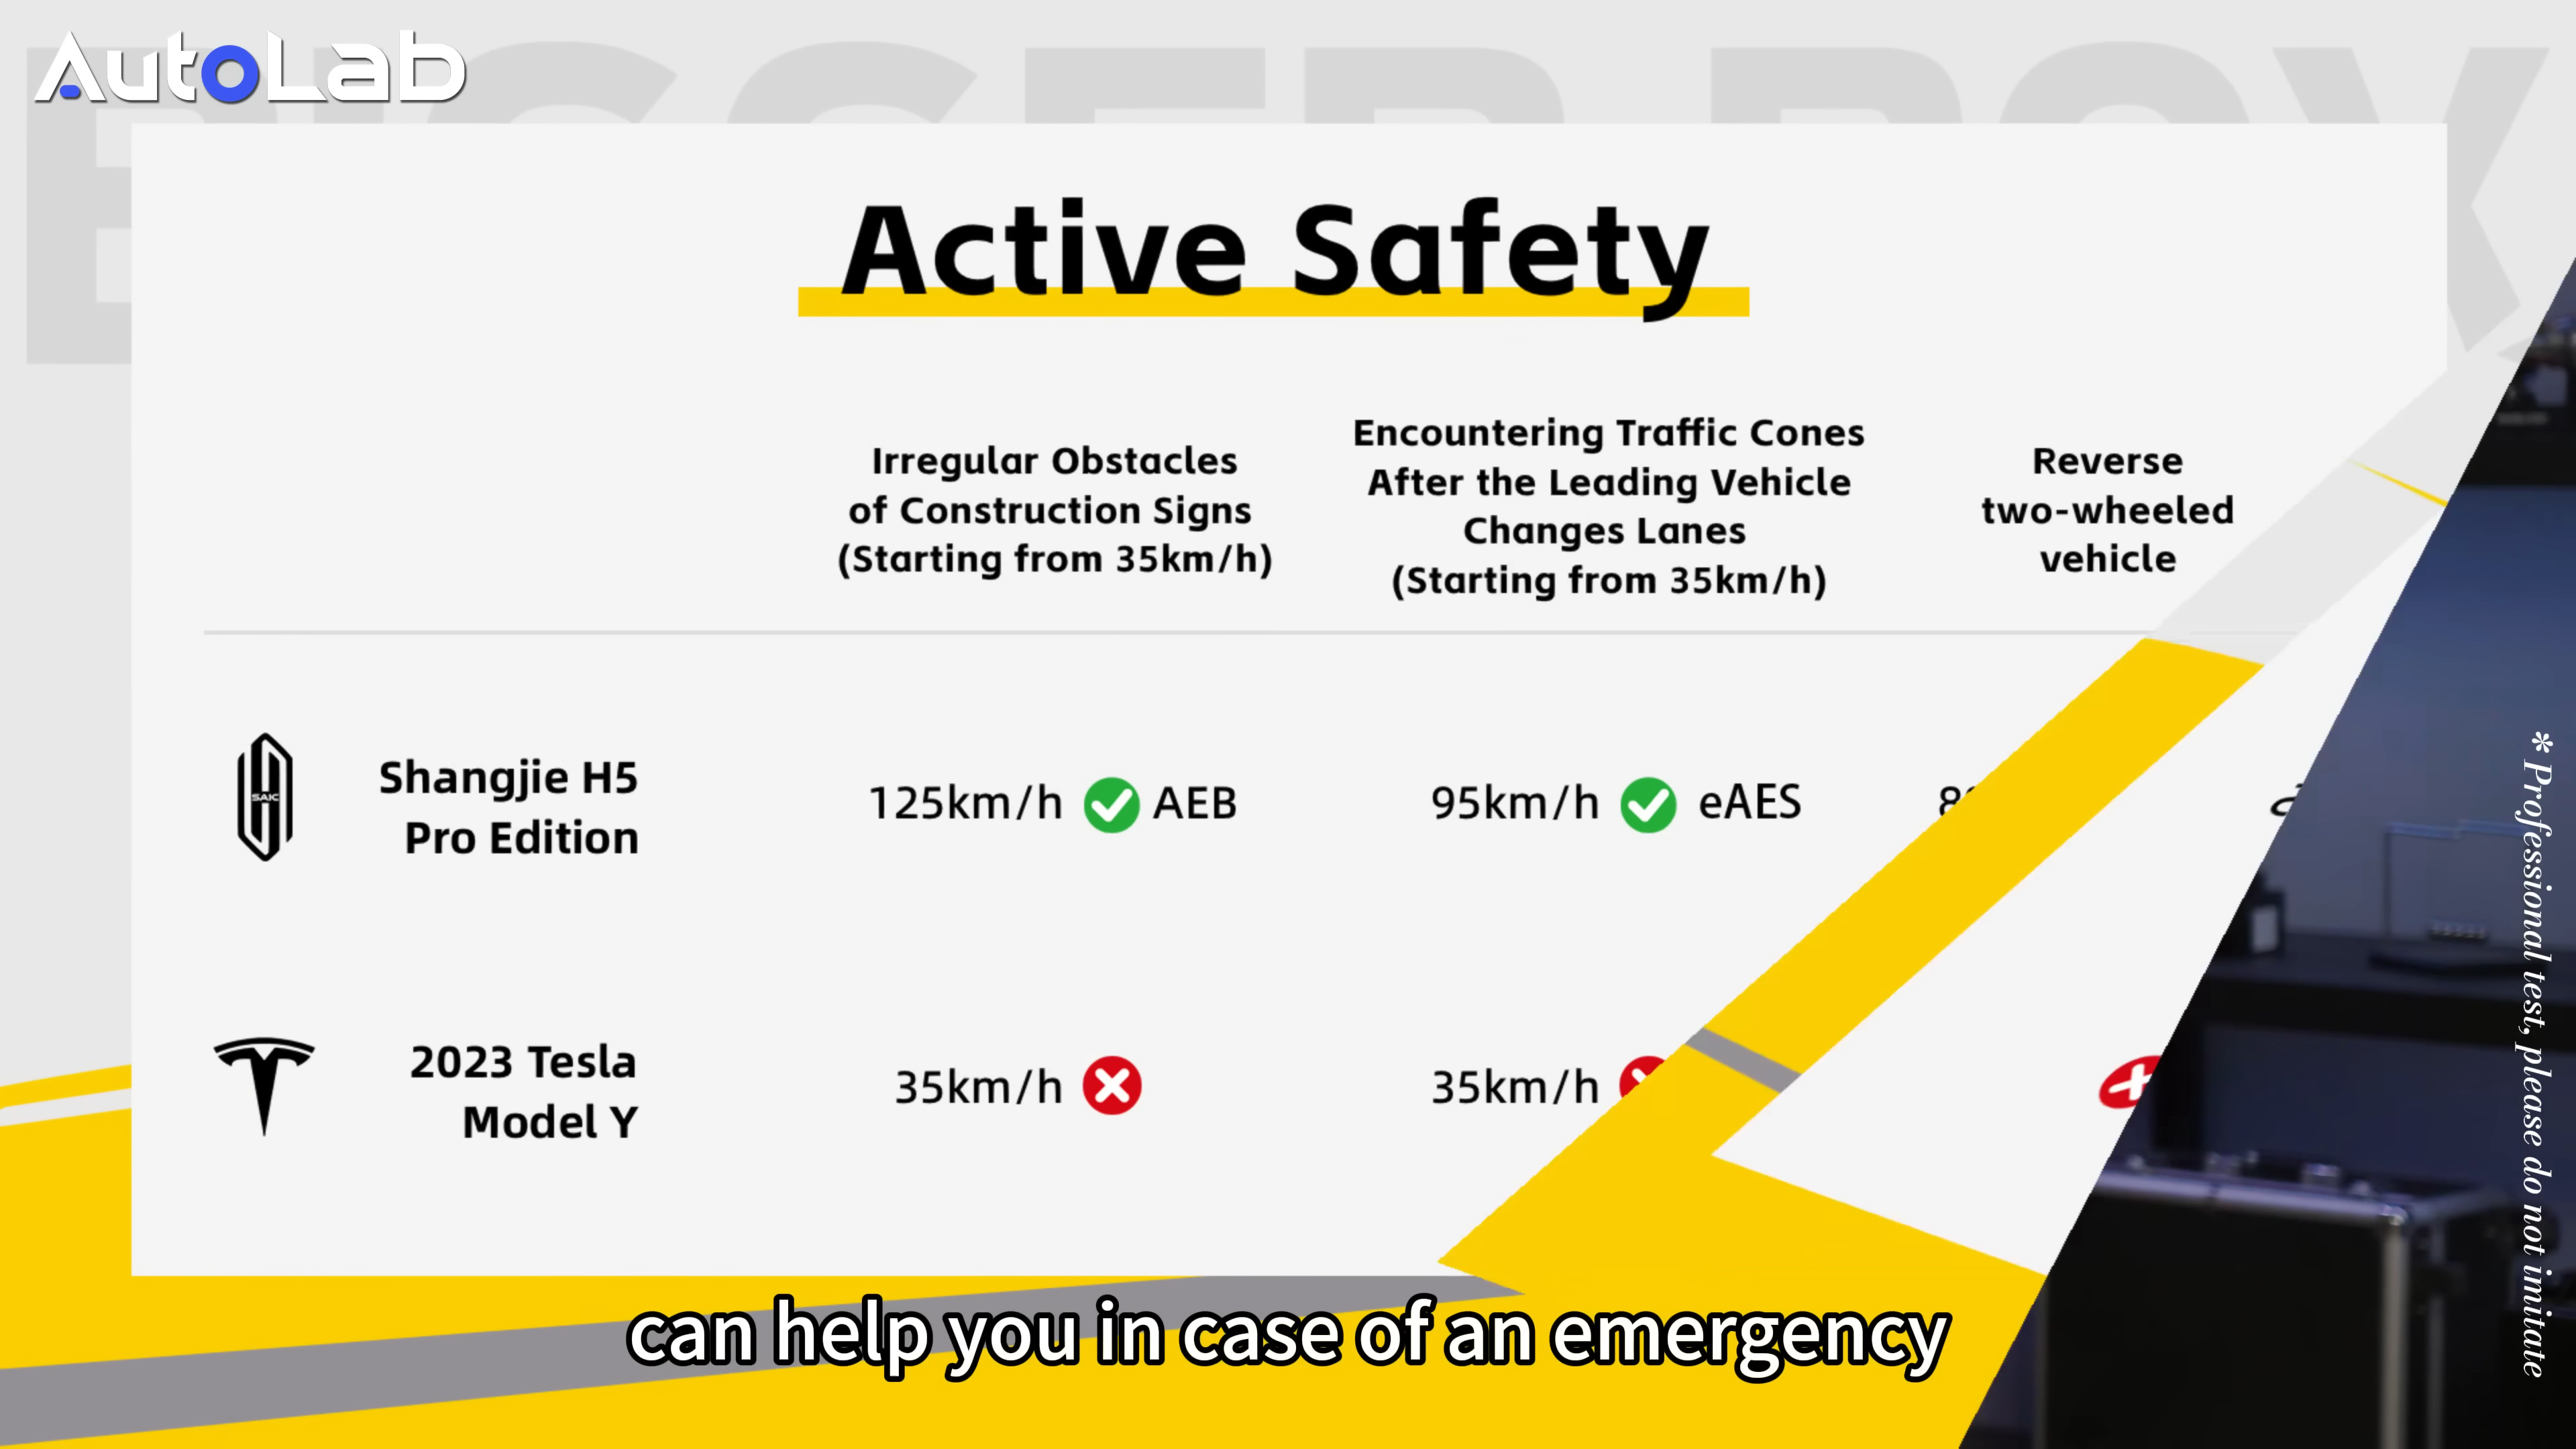 AutoLab
Active Safety
Irregular Obstacles
of Construction Signs
(Starting from 35km/h)
Encountering Traffic Cones
After the Leading Vehicle
Changes Lanes
(Starting from 35km/h)
Reverse
two-wheeled
vehicle
SAIC
Shangjie H5
Pro Edition
125km/h AEB
95km/h eAES
2023 Tesla
Model Y
35km/h
35km/h
*Professional test, please do not imitate
can help you in case of an emergency